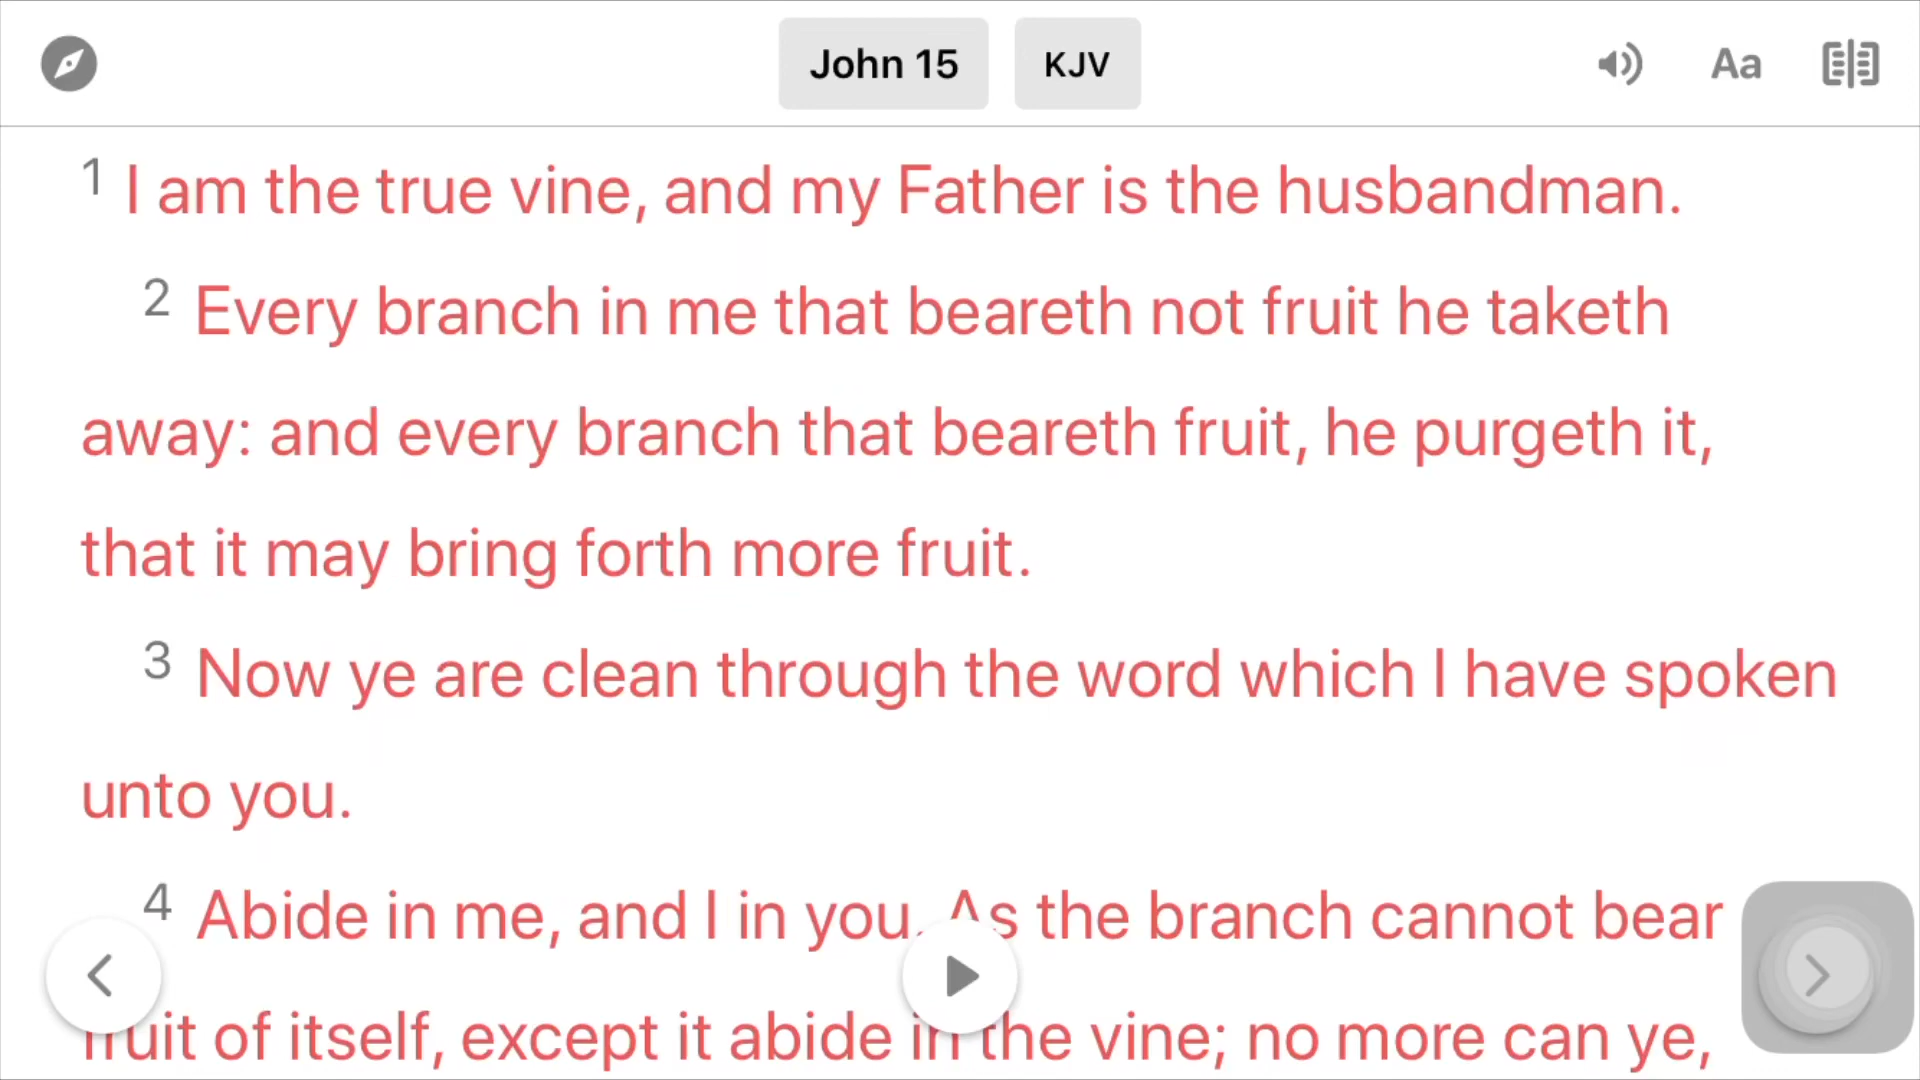 John 15 KJV Aa
1 I am the true vine, and my Father is the husbandman.
2 Every branch in me that beareth not fruit he taketh
away: and every branch that beareth fruit, he purgeth it,
that it may bring forth more fruit.
3 Now ye are clean through the word which I have spoken
unto you.
4 Abide in me, and I in you. As the branch cannot bear
fruit of itself, except it abide in the vine; no more can ye,